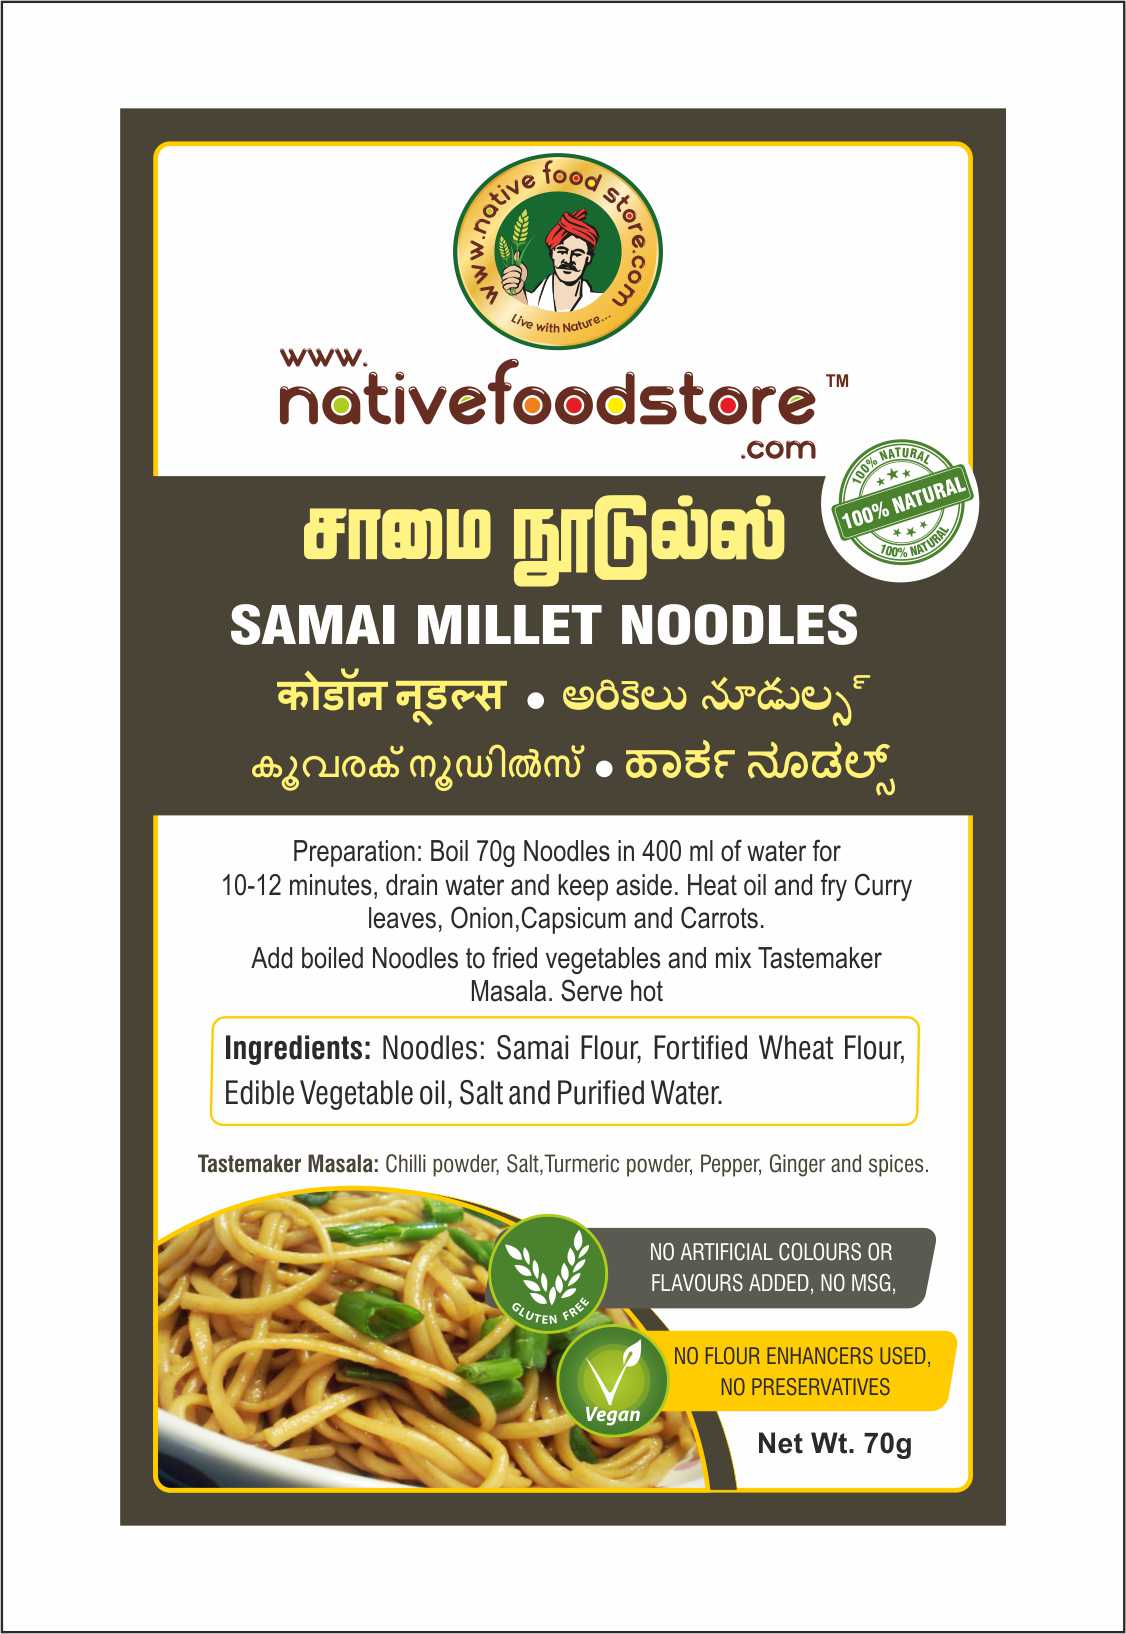 www.native food store.com
Live with Nature...
www.
nativefoodstore™
.com
100% NATURAL
100% NATURAL
100% NATURAL
சாமை நூடுல்ஸ்
SAMAI MILLET NOODLES
कोडॉन नूडल्स • అరికెలు నూడుల్స్
കൂവരക് നൂഡിൽസ് • ಹಾರ್ಕ ನೂಡಲ್ಸ್
Preparation: Boil 70g Noodles in 400 ml of water for
10-12 minutes, drain water and keep aside. Heat oil and fry Curry
leaves, Onion,Capsicum and Carrots.
Add boiled Noodles to fried vegetables and mix Tastemaker
Masala. Serve hot
Ingredients: Noodles: Samai Flour, Fortified Wheat Flour,
Edible Vegetable oil, Salt and Purified Water.
Tastemaker Masala: Chilli powder, Salt,Turmeric powder, Pepper, Ginger and spices.
GLUTEN FREE
NO ARTIFICIAL COLOURS OR
FLAVOURS ADDED, NO MSG,
Vegan
NO FLOUR ENHANCERS USED,
NO PRESERVATIVES
Net Wt. 70g